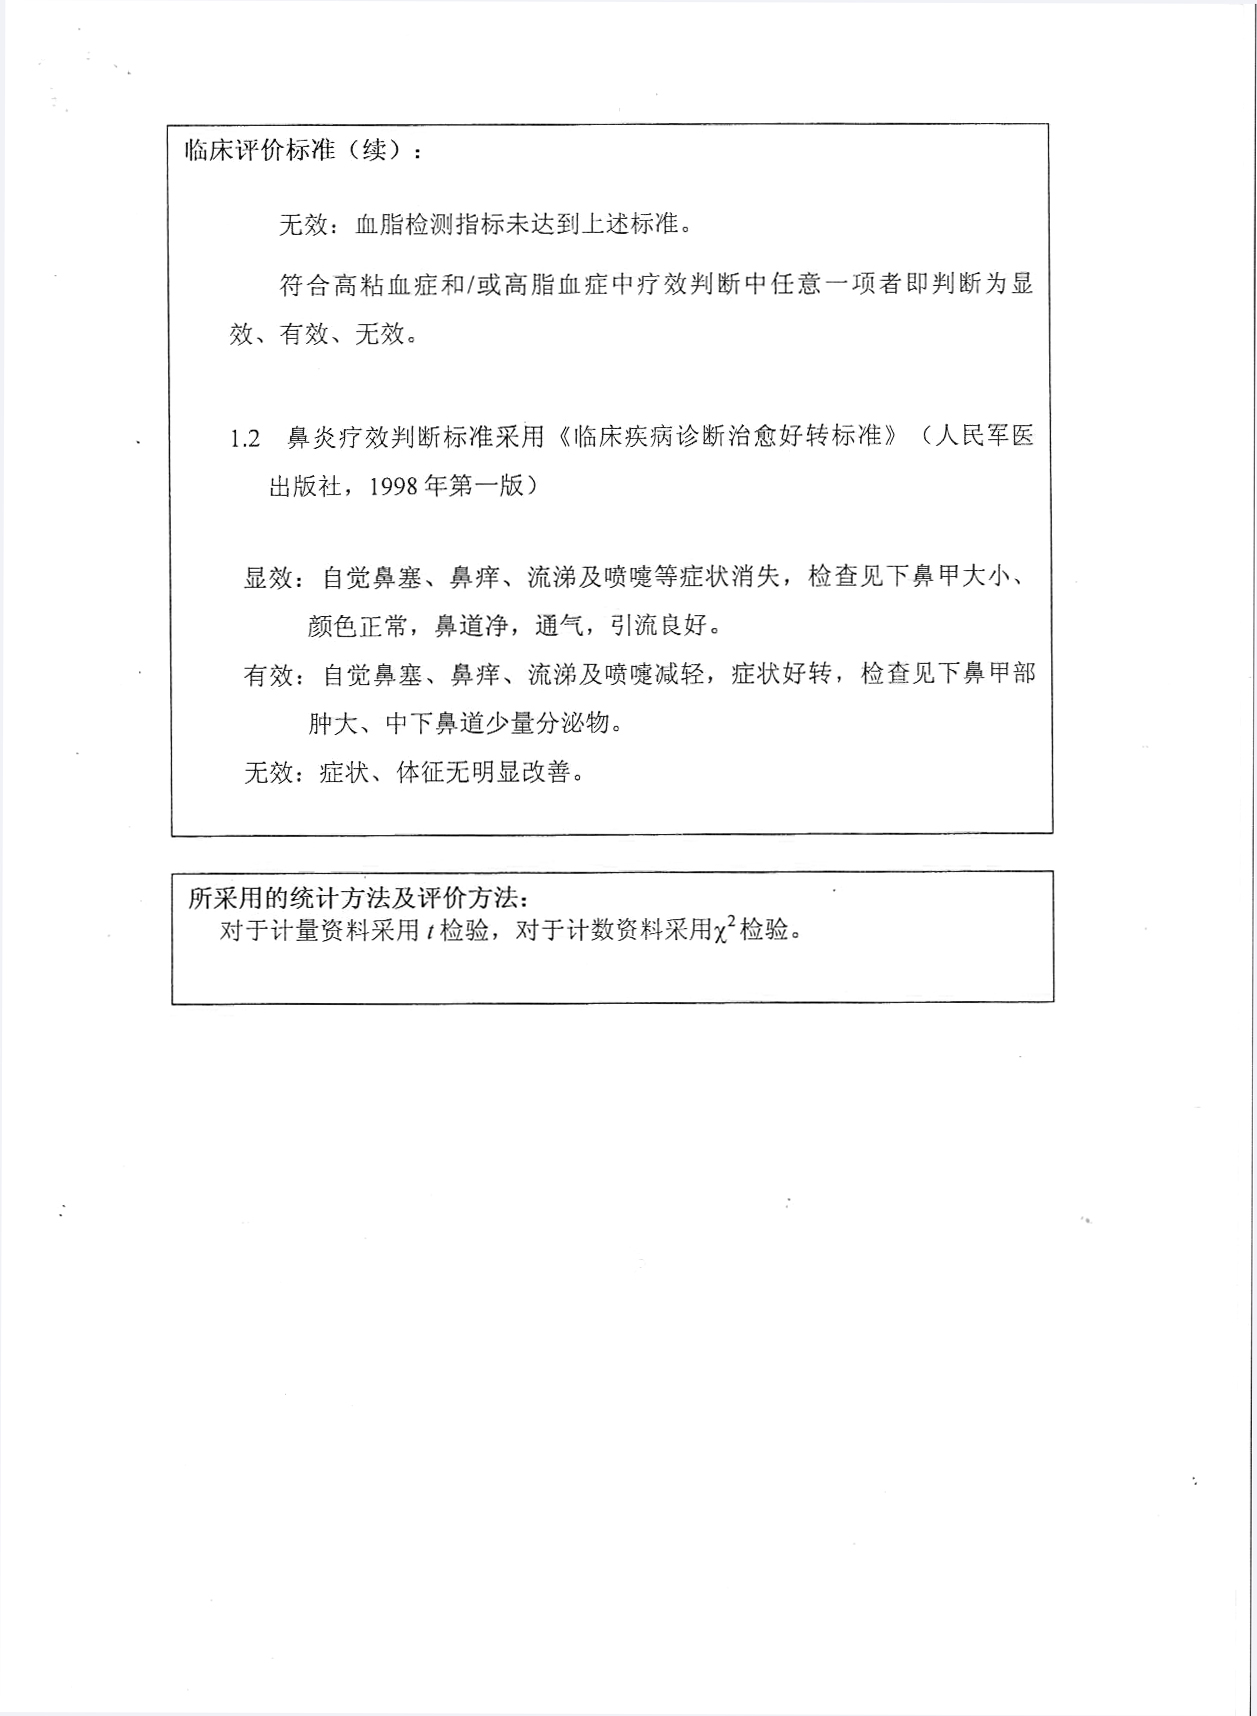 临床评价标准（续）：
无效：血脂检测指标未达到上述标准。
符合高粘血症和/或高脂血症中疗效判断中任意一项者即判断为显
效、有效、无效。
1.2 鼻炎疗效判断标准采用《临床疾病诊断治愈好转标准》（人民军医
出版社，1998 年第一版）
显效：自觉鼻塞、鼻痒、流涕及喷嚏等症状消失，检查见下鼻甲大小、
颜色正常，鼻道净，通气，引流良好。
有效：自觉鼻塞、鼻痒、流涕及喷嚏减轻，症状好转，检查见下鼻甲部
肿大、中下鼻道少量分泌物。
无效：症状、体征无明显改善。
所采用的统计方法及评价方法：
对于计量资料采用 t 检验，对于计数资料采用χ²检验。